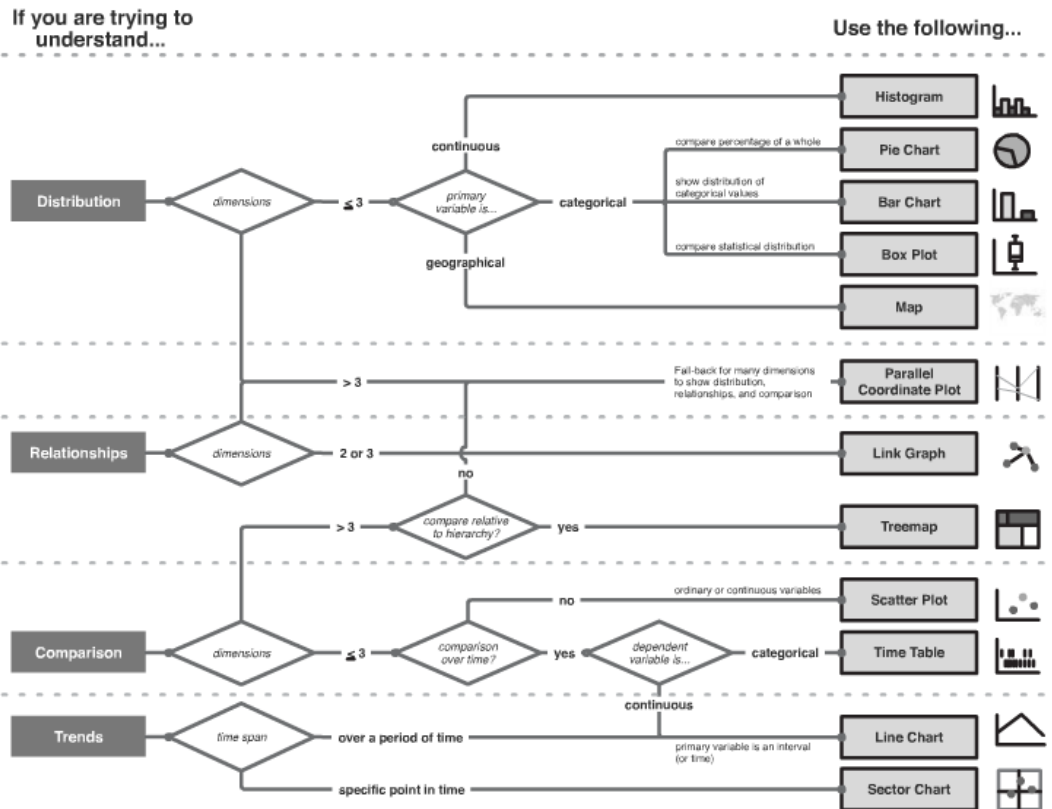 If you are trying to
understand...
Use the following...
Histogram
continuous
compare percentage of a whole
Pie Chart
Distribution
dimensions
≤ 3
primary
variable is...
categorical
show distribution of
categorical values
Bar Chart
compare statistical distribution
Box Plot
geographical
Map
> 3
Fall-back for many dimensions
to show distribution,
relationships, and comparison
Parallel
Coordinate Plot
Relationships
dimensions
2 or 3
Link Graph
no
> 3
compare relative
to hierarchy?
yes
Treemap
no
ordinary or continuous variables
Scatter Plot
Comparison
dimensions
≤ 3
comparison
over time?
yes
dependent
variable is...
categorical
Time Table
continuous
Trends
time span
over a period of time
primary variable is an interval
(or time)
Line Chart
specific point in time
Sector Chart